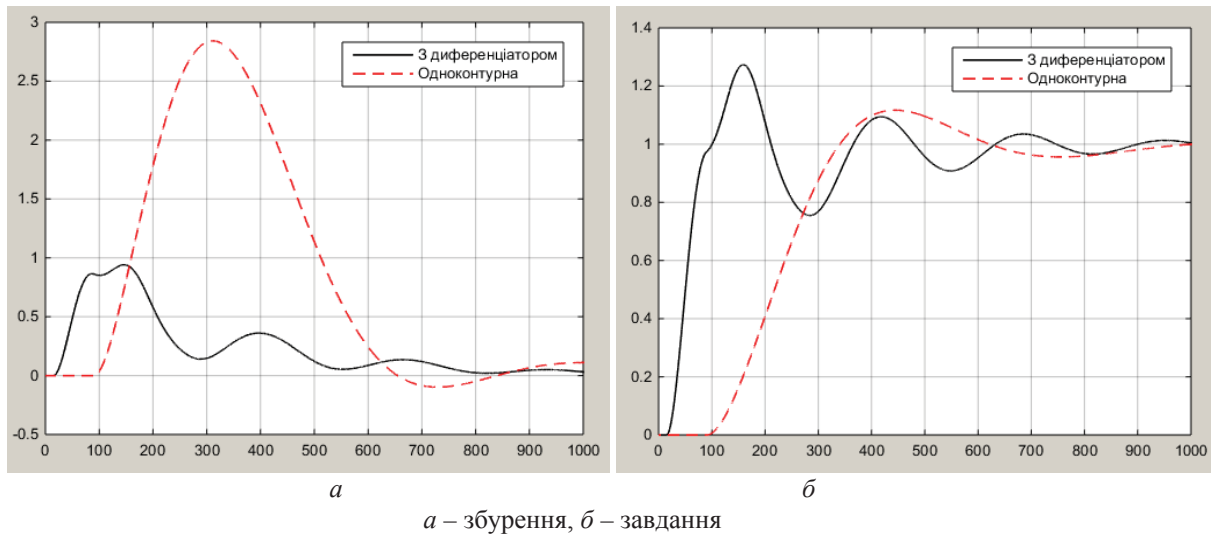 3
2.5
2
1.5
1
0.5
0
-0.5
0 100 200 300 400 500 600 700 800 900 1000
З диференціатором
Одноконтурна
1.4
1.2
1
0.8
0.6
0.4
0.2
0
0 100 200 300 400 500 600 700 800 900 1000
З диференціатором
Одноконтурна
а б
а – збурення, б – завдання